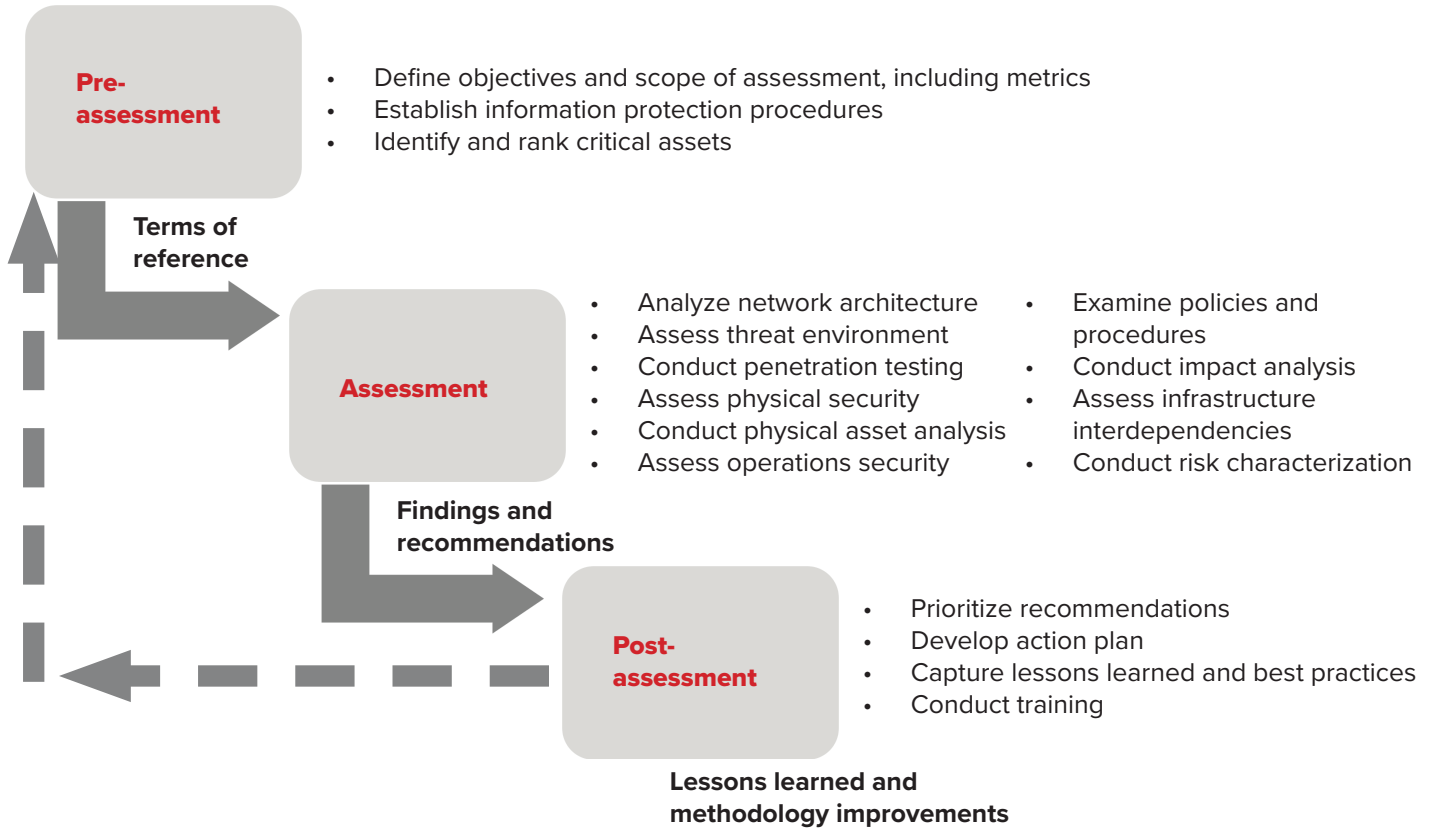 Pre-
assessment
• Define objectives and scope of assessment, including metrics
• Establish information protection procedures
• Identify and rank critical assets
Terms of
reference
Assessment
• Analyze network architecture
• Assess threat environment
• Conduct penetration testing
• Assess physical security
• Conduct physical asset analysis
• Assess operations security
• Examine policies and
procedures
• Conduct impact analysis
• Assess infrastructure
interdependencies
• Conduct risk characterization
Findings and
recommendations
Post-
assessment
• Prioritize recommendations
• Develop action plan
• Capture lessons learned and best practices
• Conduct training
Lessons learned and
methodology improvements